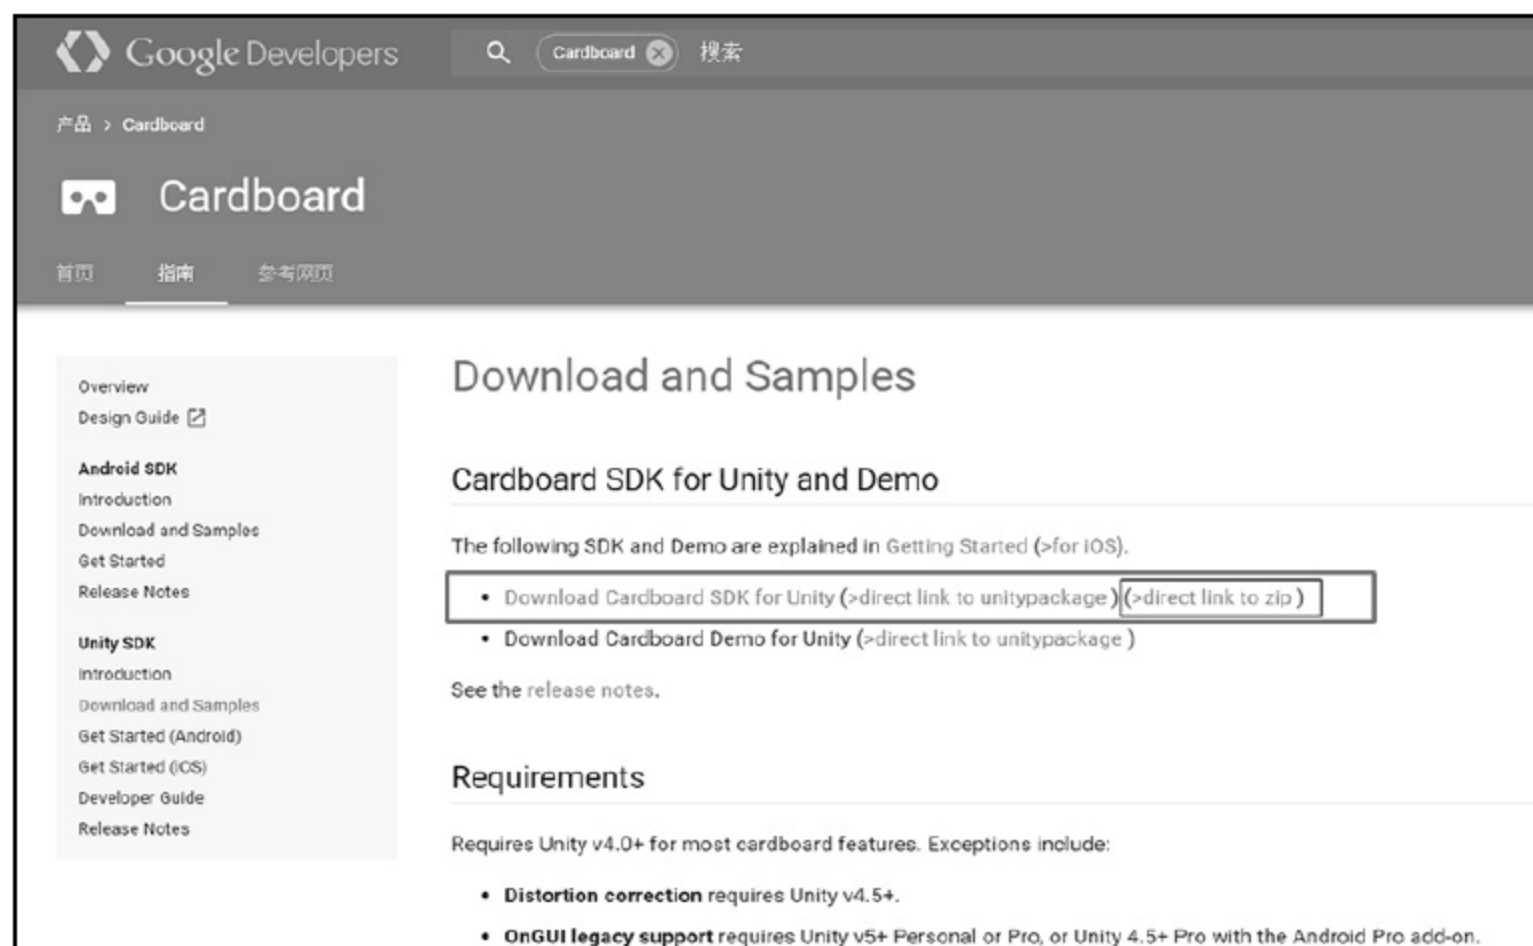 Google Developers
Cardboard 搜索
产品 > Cardboard
Cardboard
首页 指南 参考网页
Overview
Design Guide
Android SDK
Introduction
Download and Samples
Get Started
Release Notes
Unity SDK
Introduction
Download and Samples
Get Started (Android)
Get Started (iOS)
Developer Guide
Release Notes
Download and Samples
Cardboard SDK for Unity and Demo
The following SDK and Demo are explained in Getting Started (>for iOS).
• Download Cardboard SDK for Unity (>direct link to unitypackage ) (>direct link to zip )
• Download Cardboard Demo for Unity (>direct link to unitypackage )
See the release notes.
Requirements
Requires Unity v4.0+ for most cardboard features. Exceptions include:
• Distortion correction requires Unity v4.5+.
• OnGUI legacy support requires Unity v5+ Personal or Pro, or Unity 4.5+ Pro with the Android Pro add-on.